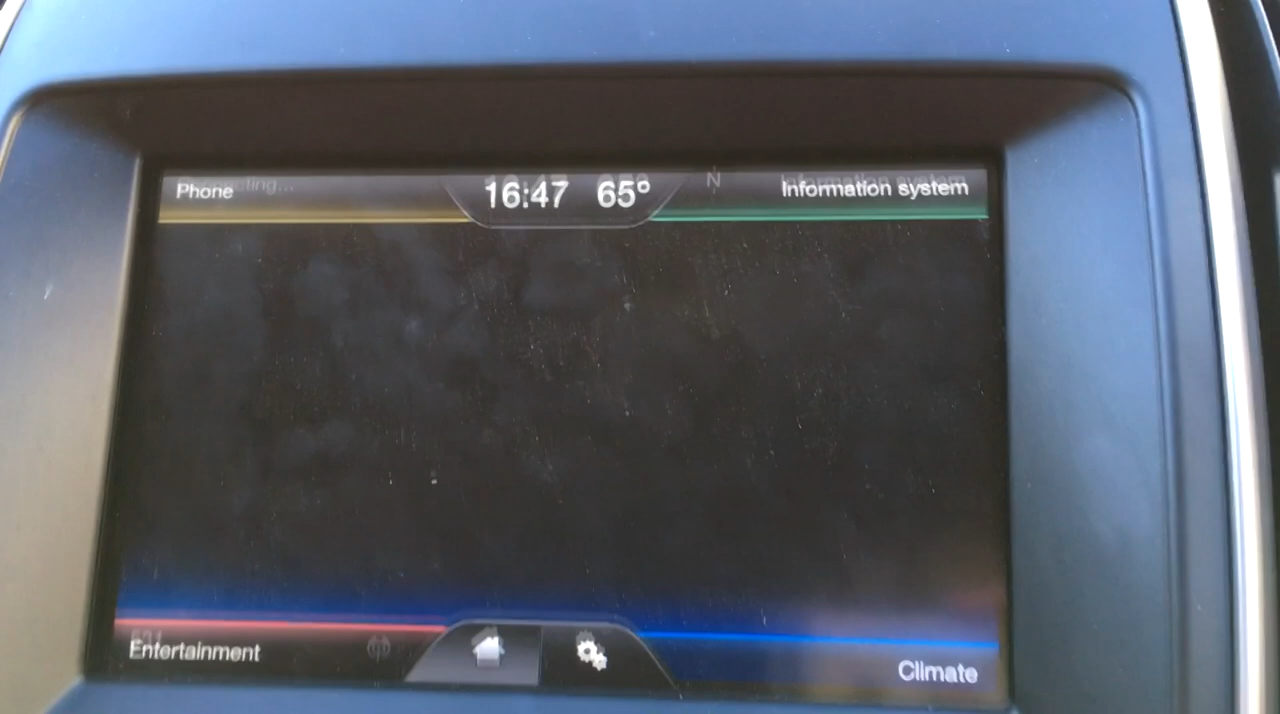 Phone
16:47 65°
N
Information system
Entertainment
Climate